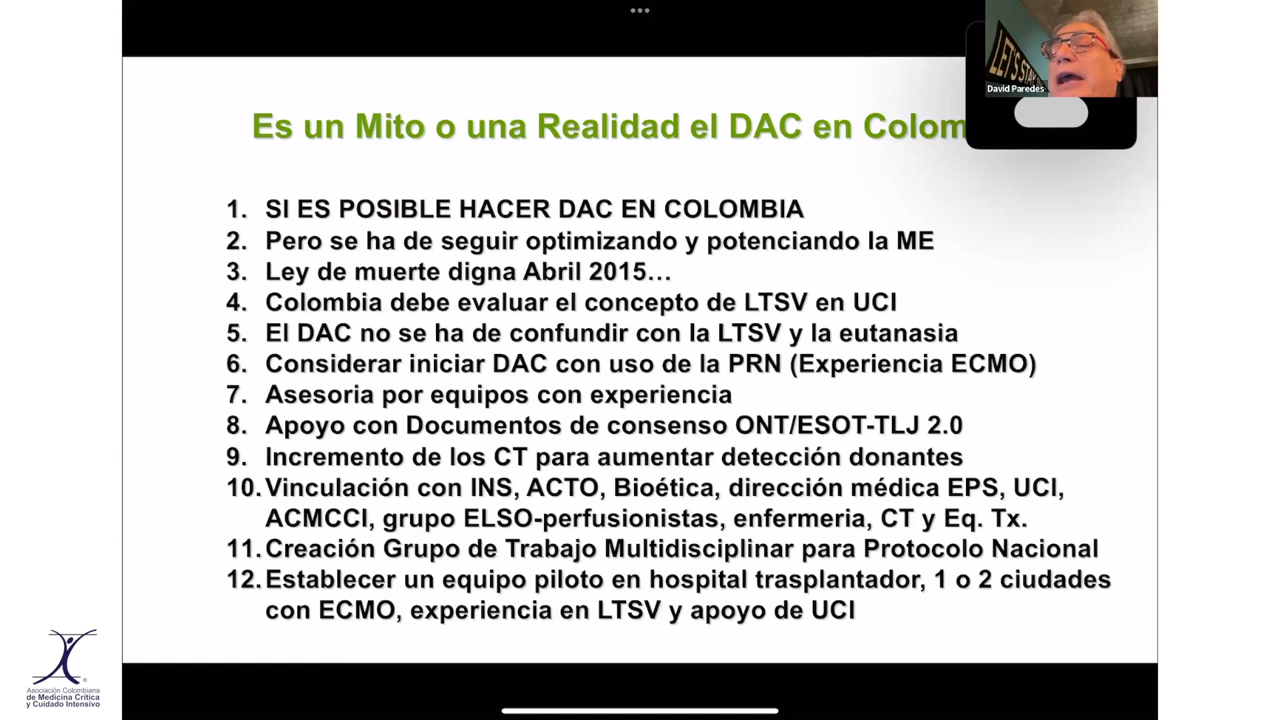 •••
LET'S STA
David Paredes
Es un Mito o una Realidad el DAC en Colom
1. SI ES POSIBLE HACER DAC EN COLOMBIA
2. Pero se ha de seguir optimizando y potenciando la ME
3. Ley de muerte digna Abril 2015…
4. Colombia debe evaluar el concepto de LTSV en UCI
5. El DAC no se ha de confundir con la LTSV y la eutanasia
6. Considerar iniciar DAC con uso de la PRN (Experiencia ECMO)
7. Asesoria por equipos con experiencia
8. Apoyo con Documentos de consenso ONT/ESOT-TLJ 2.0
9. Incremento de los CT para aumentar detección donantes
10. Vinculación con INS, ACTO, Bioética, dirección médica EPS, UCI,
ACMCCI, grupo ELSO-perfusionistas, enfermeria, CT y Eq. Tx.
11. Creación Grupo de Trabajo Multidisciplinar para Protocolo Nacional
12. Establecer un equipo piloto en hospital trasplantador, 1 o 2 ciudades
con ECMO, experiencia en LTSV y apoyo de UCI
®
Asociación Colombiana
de Medicina Crítica
y Cuidado Intensivo